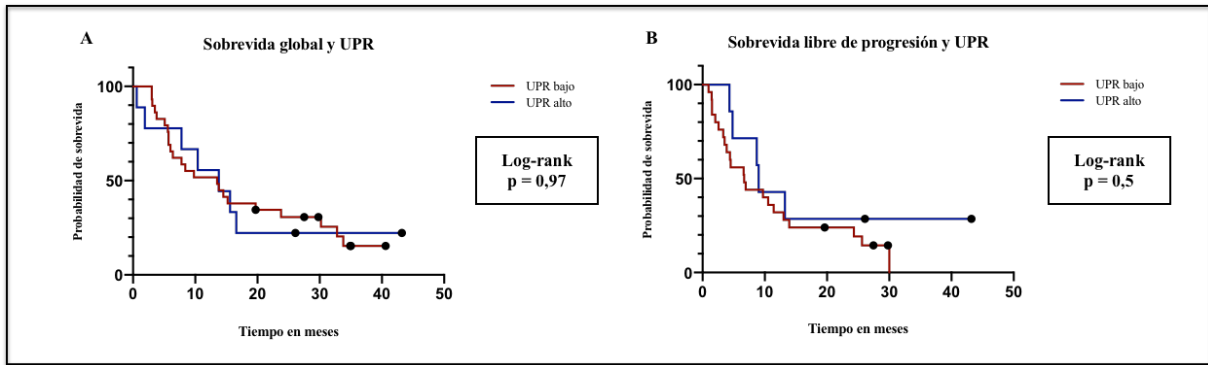 A
Sobrevida global y UPR
Probabilidad de sobrevida
100
50
0
0 10 20 30 40 50
Tiempo en meses
UPR bajo
UPR alto
Log-rank
p = 0,97
B
Sobrevida libre de progresión y UPR
Probabilidad de sobrevida
100
50
0
0 10 20 30 40 50
Tiempo en meses
UPR bajo
UPR alto
Log-rank
p = 0,5